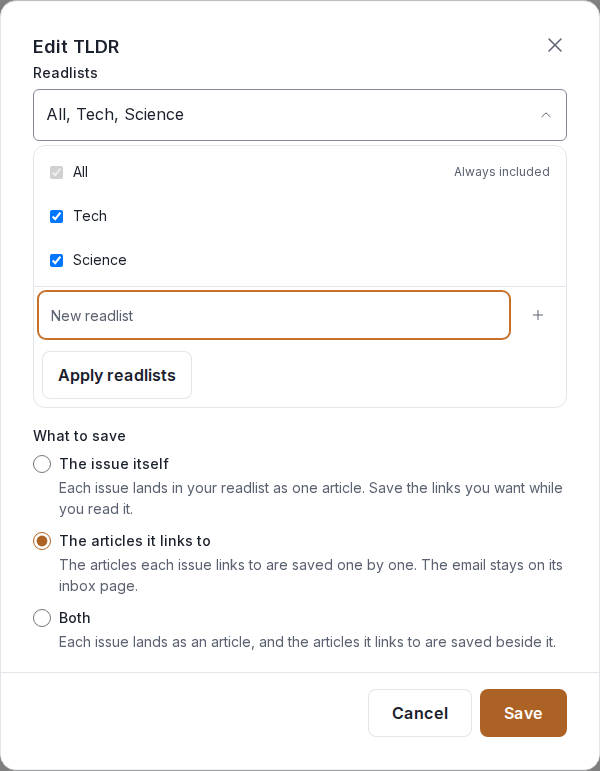 Edit TLDR
Readlists
All, Tech, Science
All
Always included
Tech
Science
New readlist
Apply readlists
What to save
The issue itself
Each issue lands in your readlist as one article. Save the links you want while
you read it.
The articles it links to
The articles each issue links to are saved one by one. The email stays on its
inbox page.
Both
Each issue lands as an article, and the articles it links to are saved beside it.
Cancel
Save